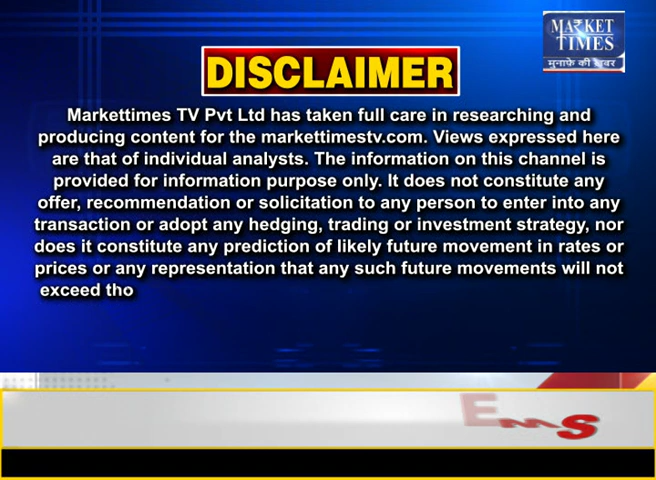 MA₹KET
TIMES
मुनाफे की खबर
DISCLAIMER
Markettimes TV Pvt Ltd has taken full care in researching and
producing content for the markettimestv.com. Views expressed here
are that of individual analysts. The information on this channel is
provided for information purpose only. It does not constitute any
offer, recommendation or solicitation to any person to enter into any
transaction or adopt any hedging, trading or investment strategy, nor
does it constitute any prediction of likely future movement in rates or
prices or any representation that any such future movements will not
exceed tho
EMS